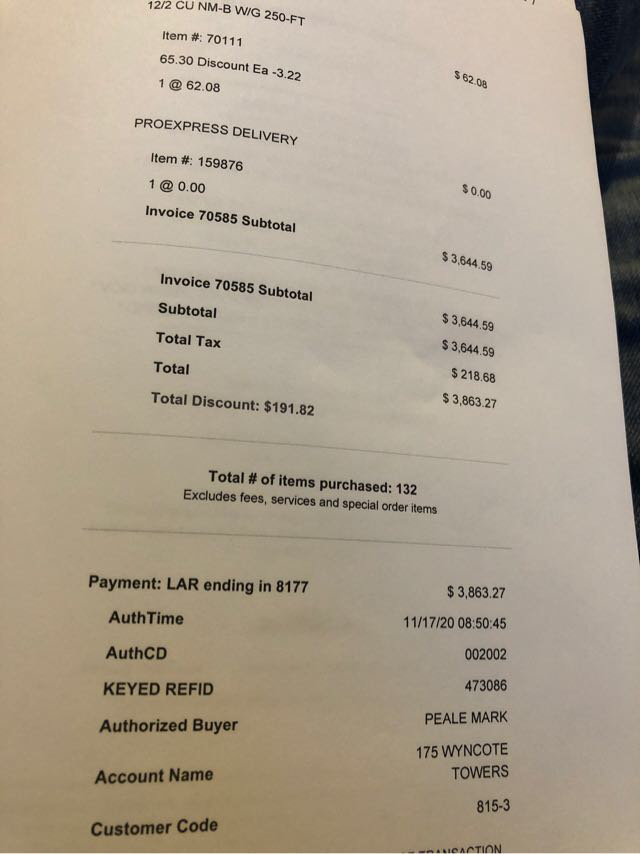 12/2 CU NM-B W/G 250-FT
Item #: 70111
65.30 Discount Ea -3.22
$ 62.08
1 @ 62.08
PROEXPRESS DELIVERY
Item #: 159876
1 @ 0.00
$ 0.00
Invoice 70585 Subtotal
$ 3,644.59
Invoice 70585 Subtotal
$ 3,644.59
Subtotal
$ 3,644.59
Total Tax
$ 218.68
Total
$ 3,863.27
Total Discount: $191.82
Total # of items purchased: 132
Excludes fees, services and special order items
Payment: LAR ending in 8177
$ 3,863.27
AuthTime
11/17/20 08:50:45
AuthCD
002002
KEYED REFID
473086
Authorized Buyer
PEALE MARK
Account Name
175 WYNCOTE
TOWERS
Customer Code
815-3
TRANSACTION